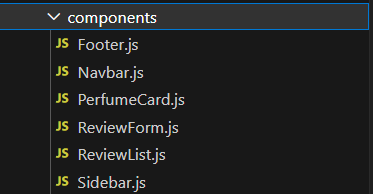 components
JS Footer.js
JS Navbar.js
JS PerfumeCard.js
JS ReviewForm.js
JS ReviewList.js
JS Sidebar.js